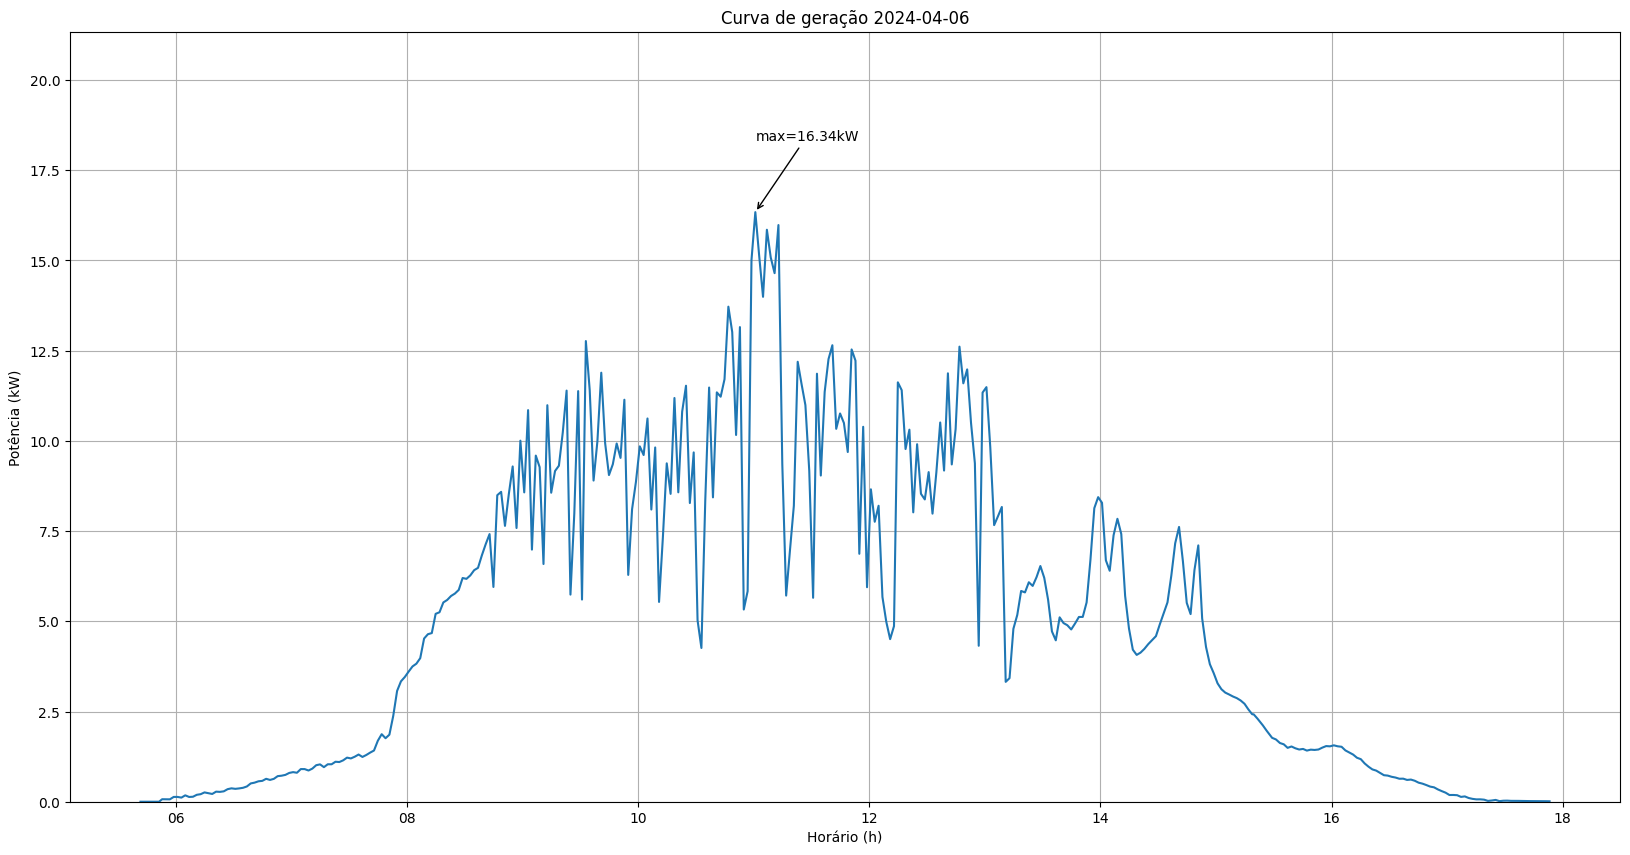 Curva de geração 2024-04-06
Potência (kW)
20.0
17.5
15.0
12.5
10.0
7.5
5.0
2.5
0.0
max=16.34kW
06 08 10 12 14 16 18
Horário (h)